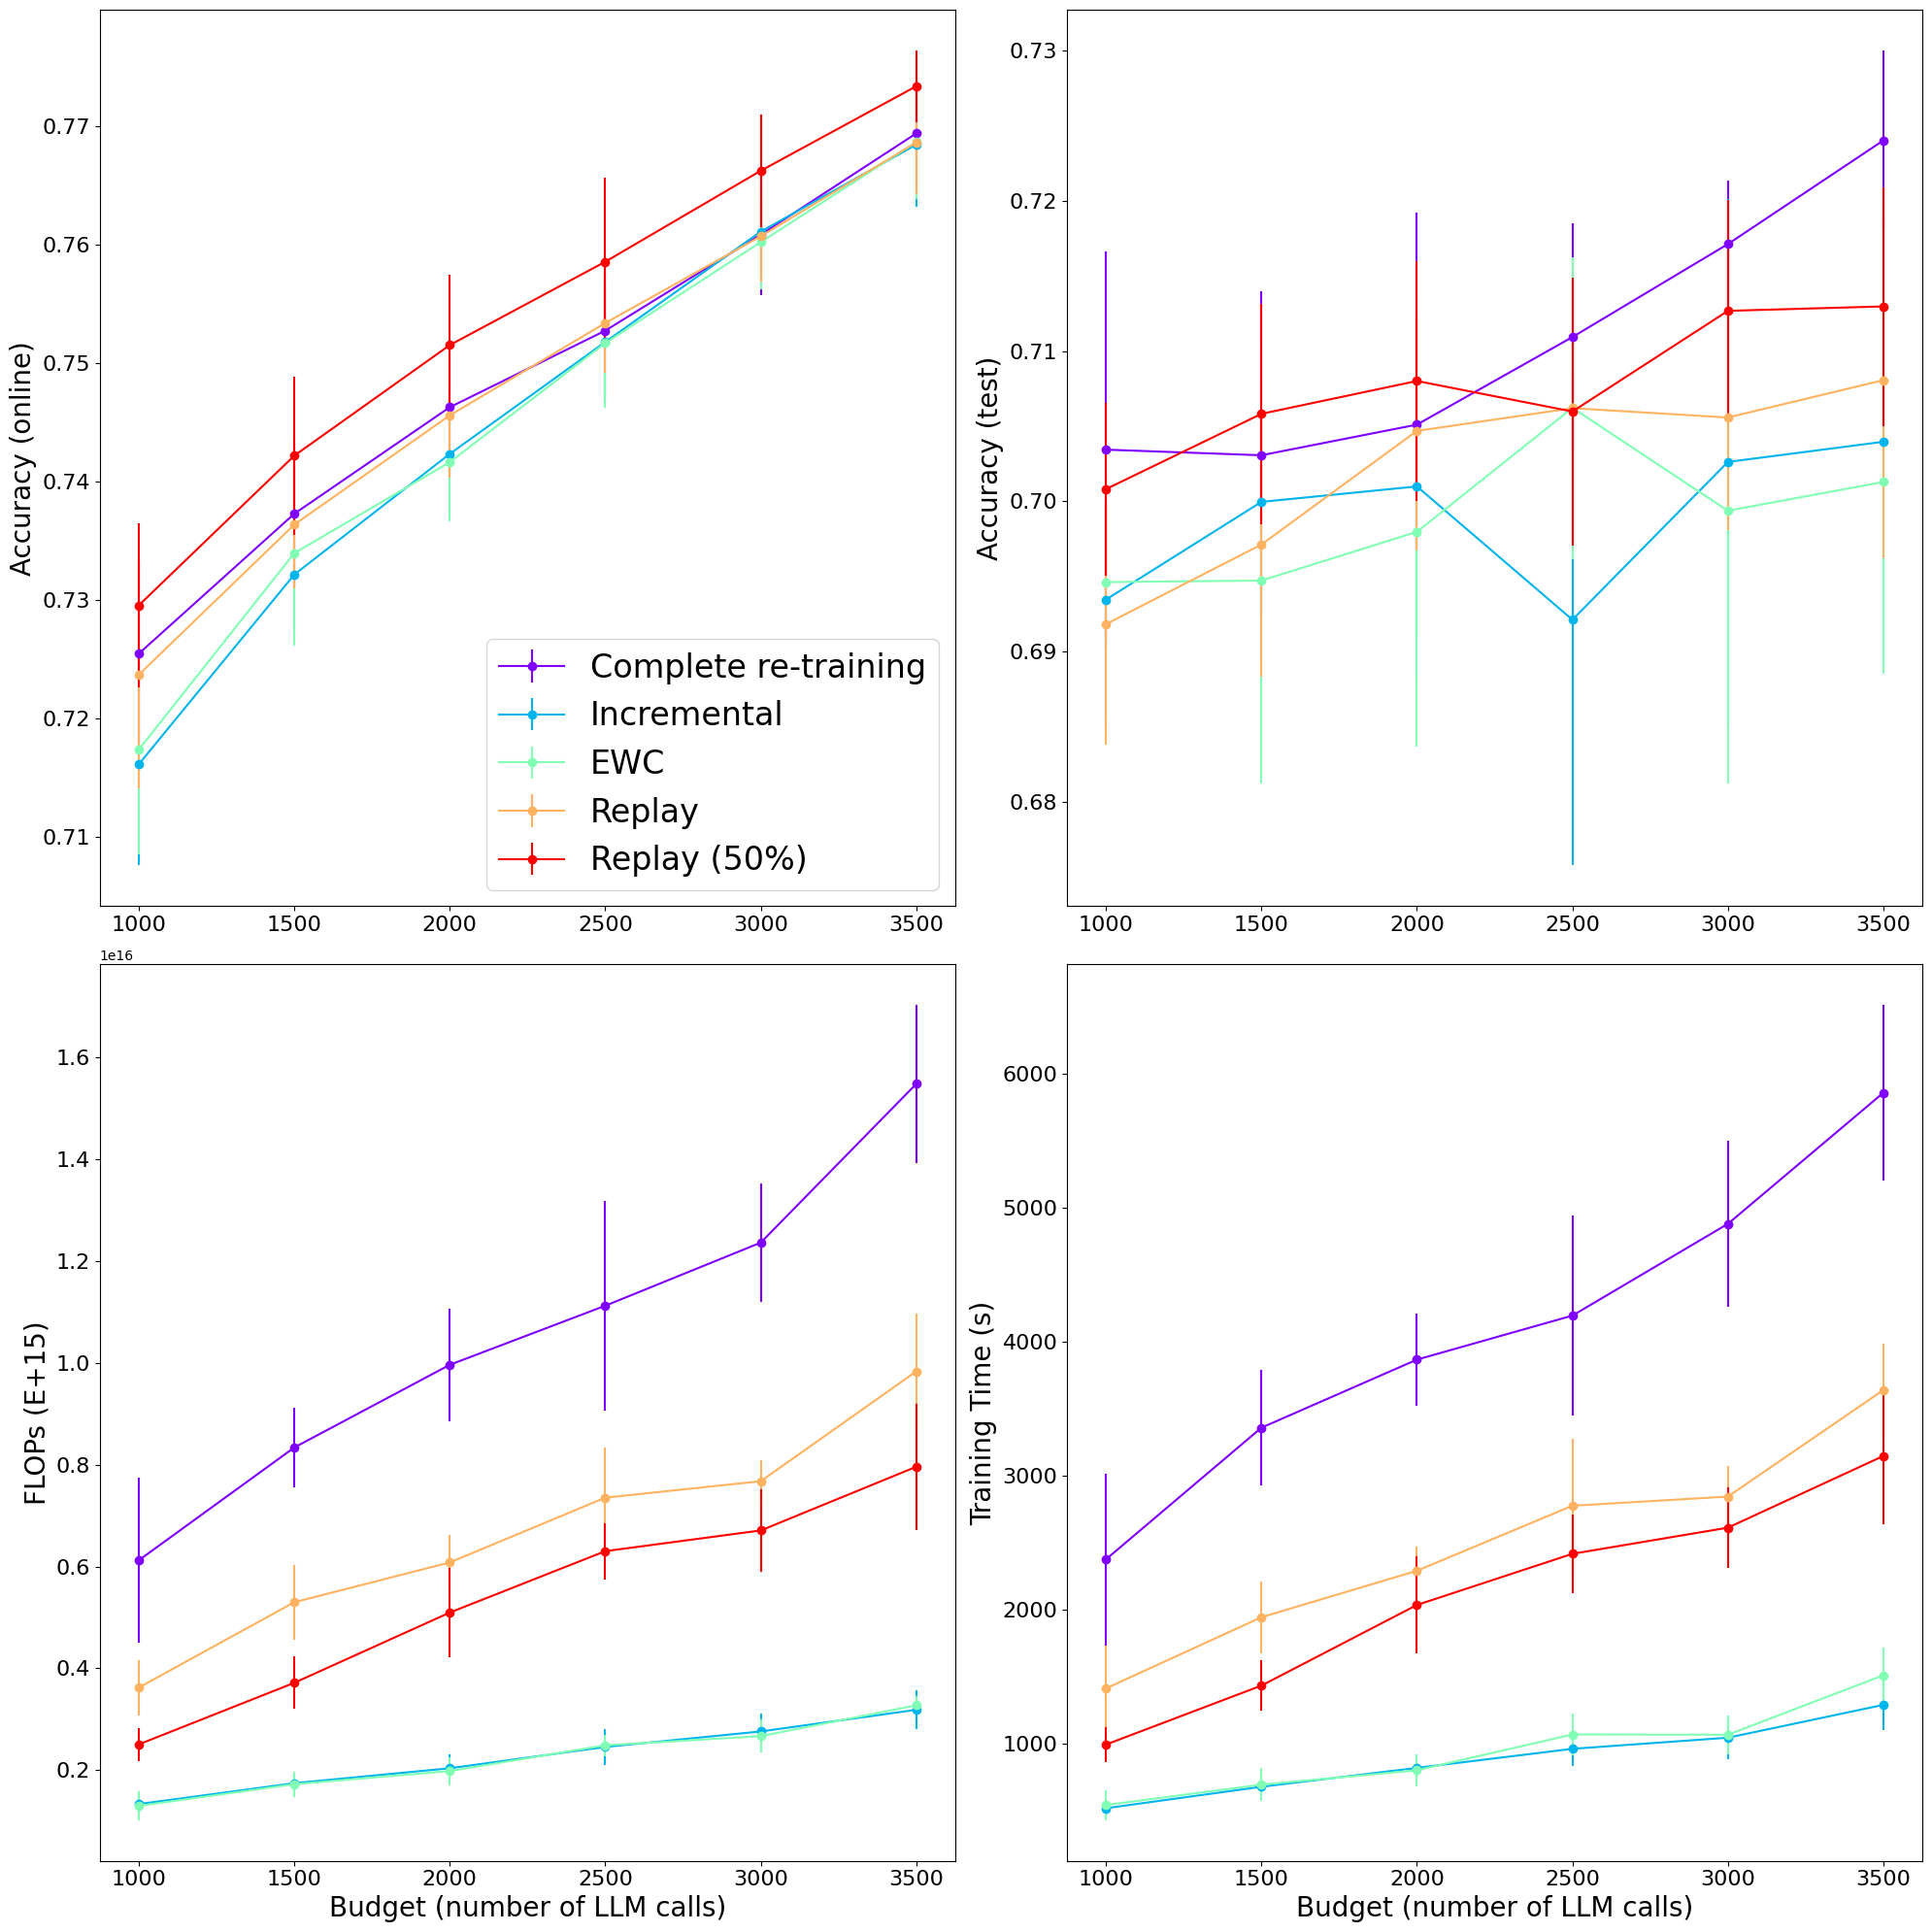 Accuracy (online)
0.77
0.76
0.75
0.74
0.73
0.72
0.71
1000 1500 2000 2500 3000 3500
Complete re-training
Incremental
EWC
Replay
Replay (50%)
Accuracy (test)
0.73
0.72
0.71
0.70
0.69
0.68
1000 1500 2000 2500 3000 3500
1e16
FLOPs (E+15)
1.6
1.4
1.2
1.0
0.8
0.6
0.4
0.2
1000 1500 2000 2500 3000 3500
Budget (number of LLM calls)
Training Time (s)
6000
5000
4000
3000
2000
1000
1000 1500 2000 2500 3000 3500
Budget (number of LLM calls)